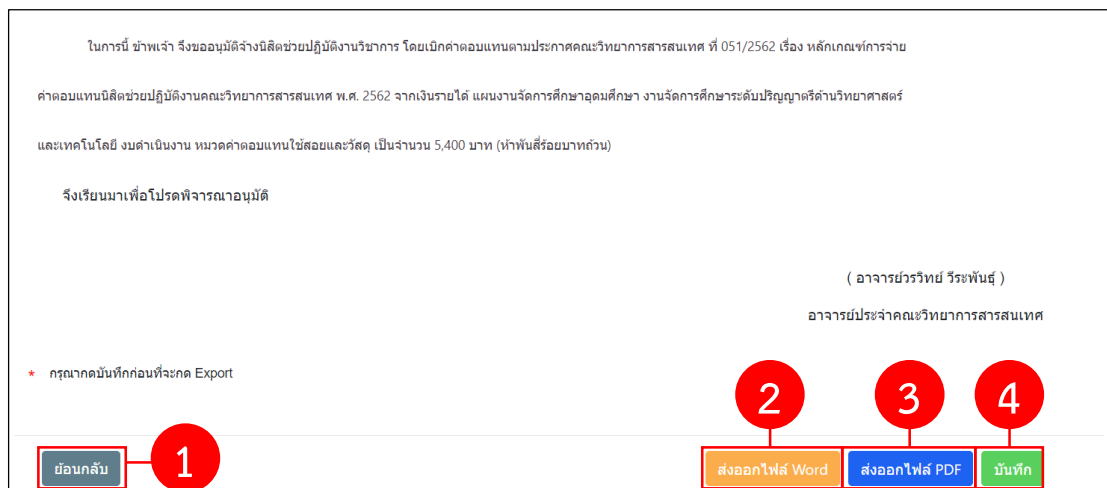 ในการนี้ ข้าพเจ้า จึงขออนุมัติจ้างนิสิตช่วยปฏิบัติงานวิชาการ โดยเบิกค่าตอบแทนตามประกาศคณะวิทยาการสารสนเทศ ที่ 051/2562 เรื่อง หลักเกณฑ์การจ่าย
ค่าตอบแทนนิสิตช่วยปฏิบัติงานคณะวิทยาการสารสนเทศ พ.ศ. 2562 จากเงินรายได้ แผนงานจัดการศึกษาอุดมศึกษา งานจัดการศึกษาระดับปริญญาตรีด้านวิทยาศาสตร์
และเทคโนโลยี งบดำเนินงาน หมวดค่าตอบแทนใช้สอยและวัสดุ เป็นจำนวน 5,400 บาท (ห้าพันสี่ร้อยบาทถ้วน)
จึงเรียนมาเพื่อโปรดพิจารณาอนุมัติ
( อาจารย์วรวิทย์ วีระพันธุ์ )
อาจารย์ประจำคณะวิทยาการสารสนเทศ
* กรุณากดบันทึกก่อนที่จะกด Export
2 3 4
ย้อนกลับ 1 ส่งออกไฟล์ Word ส่งออกไฟล์ PDF บันทึก